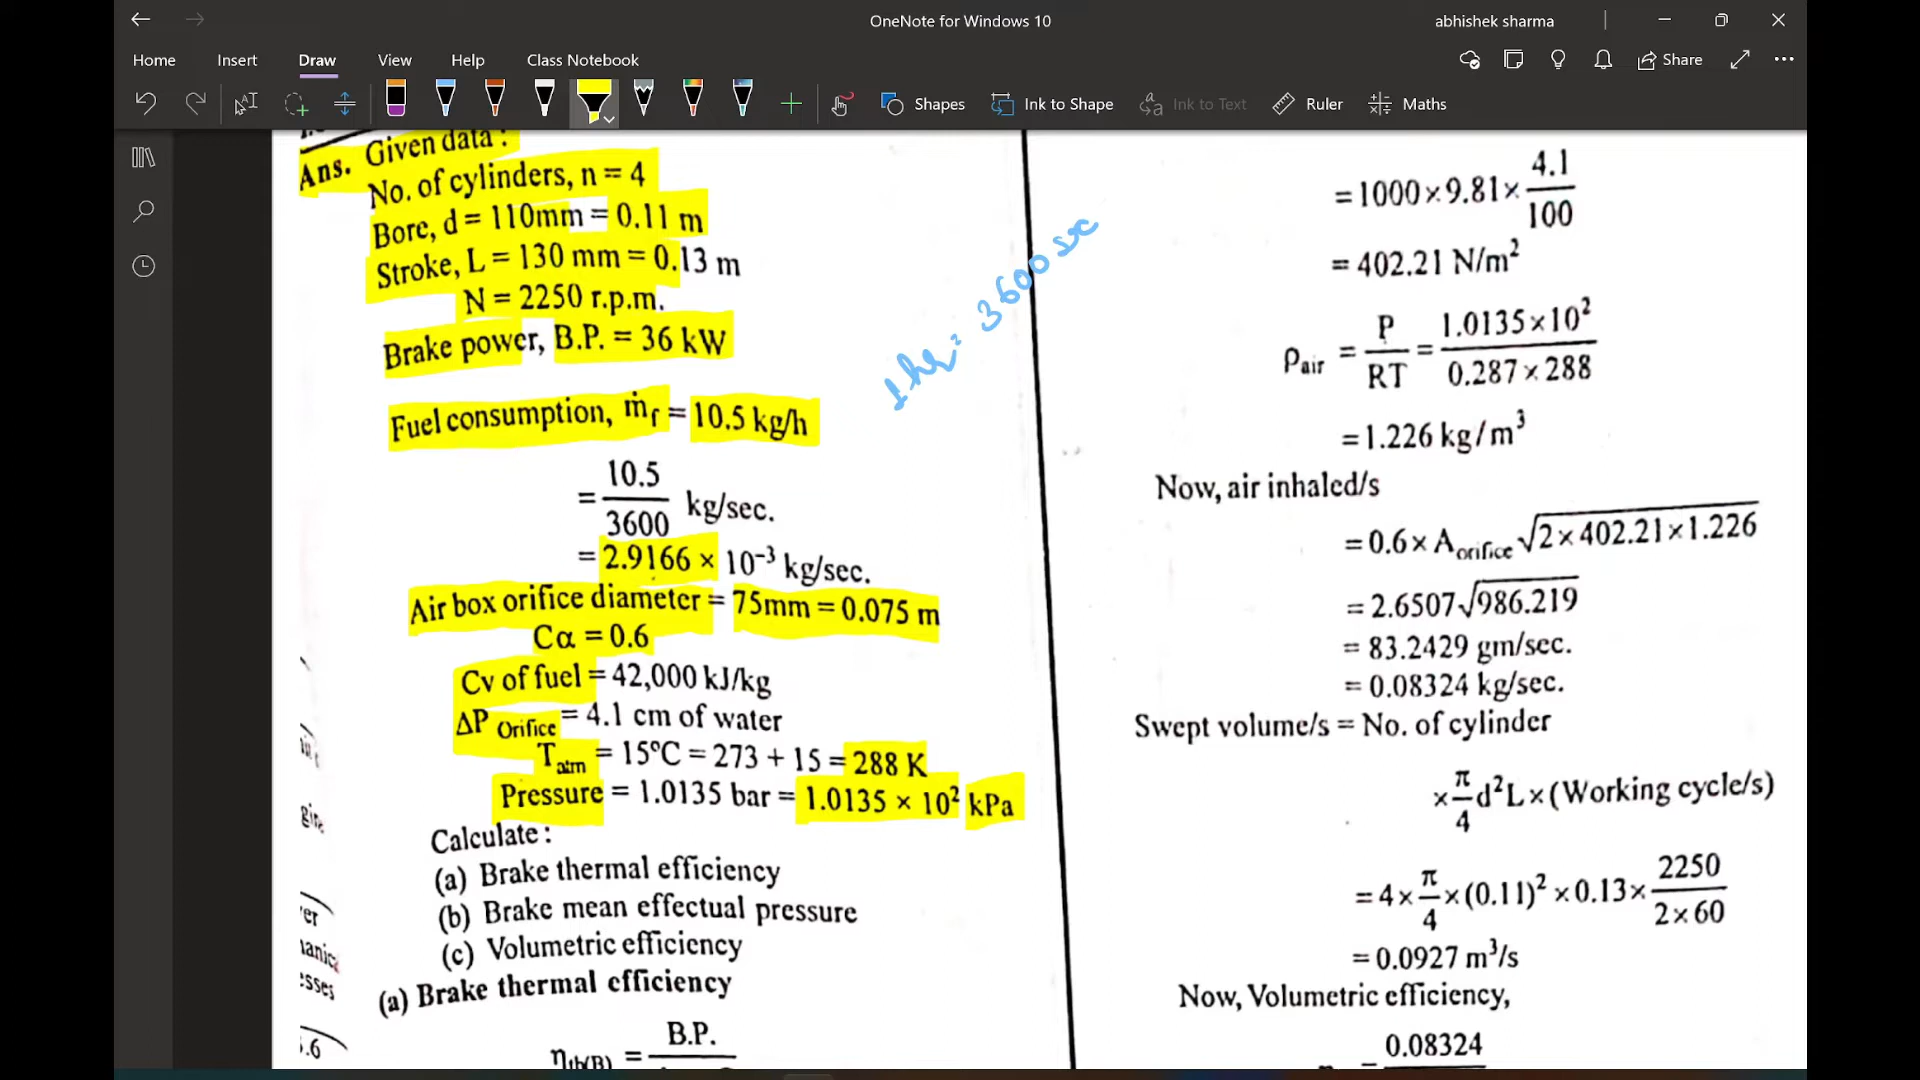 OneNote for Windows 10
abhishek sharma
Home Insert Draw View Help Class Notebook
Share
Shapes Ink to Shape Ink to Text Ruler Maths
Ans. Given data :
No. of cylinders, n = 4
Bore, d = 110mm = 0.11 m
Stroke, L = 130 mm = 0.13 m
N = 2250 r.p.m.
Brake power, B.P. = 36 kW
Fuel consumption, ṁf = 10.5 kg/h
= 10.5/3600 kg/sec.
= 2.9166 × 10⁻³ kg/sec.
Air box orifice diameter = 75mm = 0.075 m
Cα = 0.6
Cv of fuel = 42,000 kJ/kg
ΔP Orifice = 4.1 cm of water
Tatm = 15ºC = 273 + 15 = 288 K
Pressure = 1.0135 bar = 1.0135 × 10² kPa
Calculate :
(a) Brake thermal efficiency
(b) Brake mean effectual pressure
(c) Volumetric efficiency
(a) Brake thermal efficiency
ηth(B) = B.P.
1 hr = 3600 sec
= 1000 × 9.81 × 4.1/100
= 402.21 N/m²
ρair = P/RT = 1.0135×10²/0.287 × 288
= 1.226 kg/m³
Now, air inhaled/s
= 0.6 × Aorifice √2 × 402.21 × 1.226
= 2.6507√986.219
= 83.2429 gm/sec.
= 0.08324 kg/sec.
Swept volume/s = No. of cylinder
× π/4 d²L × (Working cycle/s)
= 4 × π/4 × (0.11)² × 0.13 × 2250/2 × 60
= 0.0927 m³/s
Now, Volumetric efficiency,
0.08324